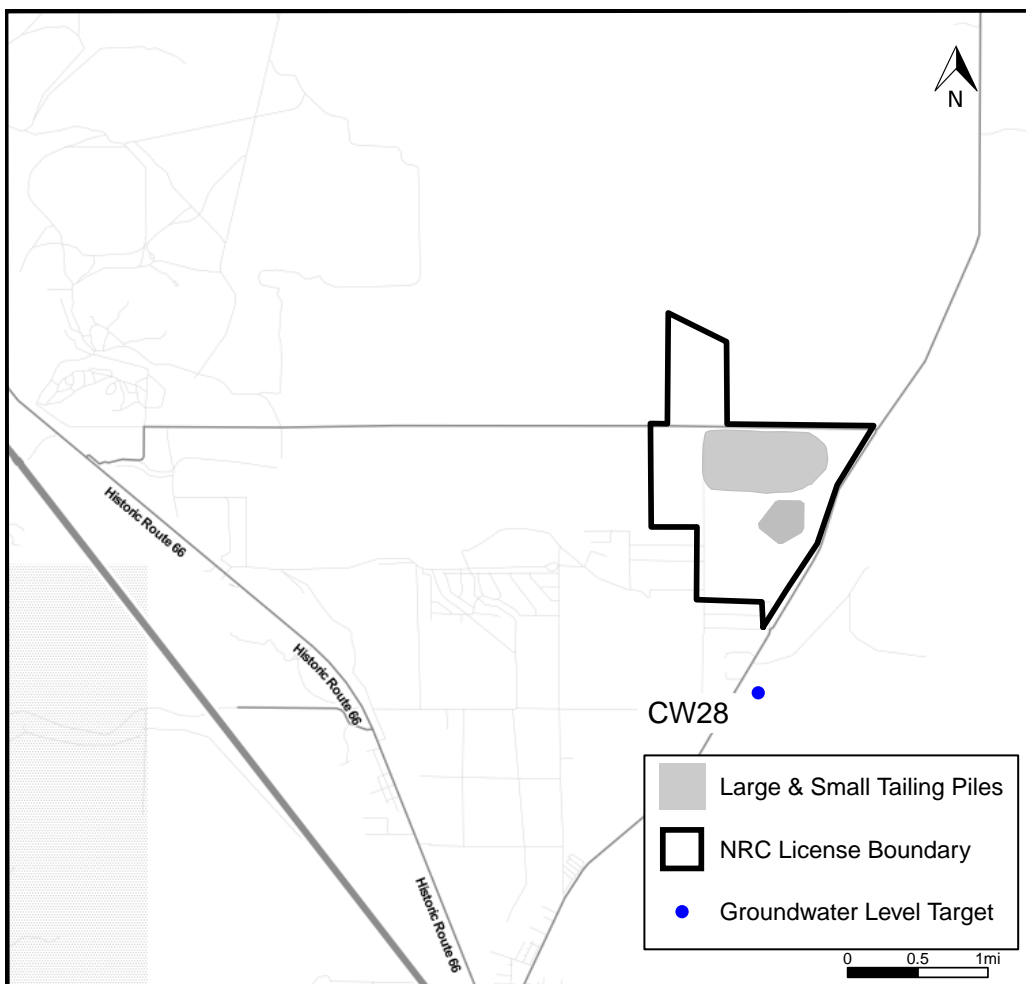 N
Historic Route 66
Historic Route 66
CW28
Historic Route 66
Large & Small Tailing Piles
NRC License Boundary
Groundwater Level Target
0 0.5 1mi